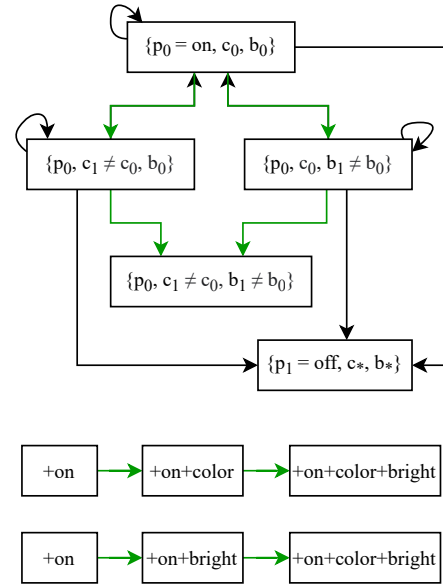 {p₀ = on, c₀, b₀}
{p₀, c₁ ≠ c₀, b₀}
{p₀, c₀, b₁ ≠ b₀}
{p₀, c₁ ≠ c₀, b₁ ≠ b₀}
{p₁ = off, c*, b*}
+on
+on+color
+on+color+bright
+on
+on+bright
+on+color+bright